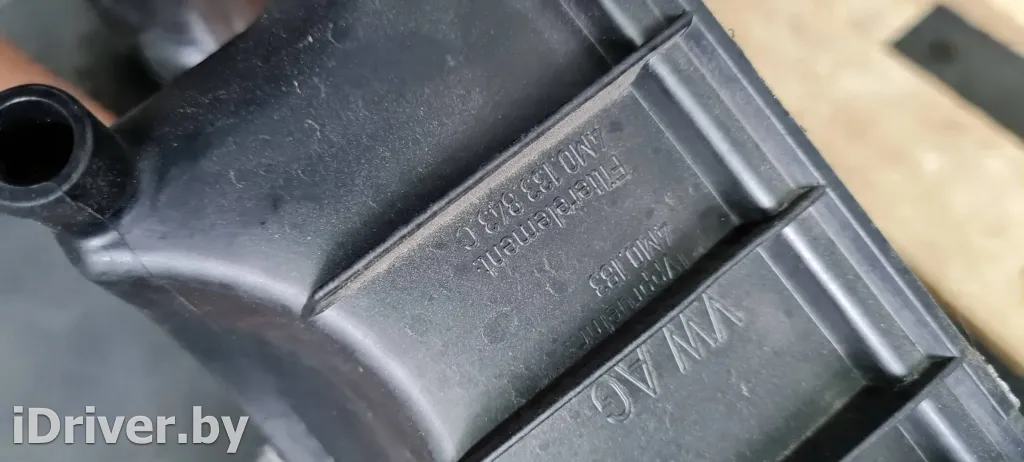 VW AG
4M0.133
Filterelement
4M0.133.843.C
iDriver.by